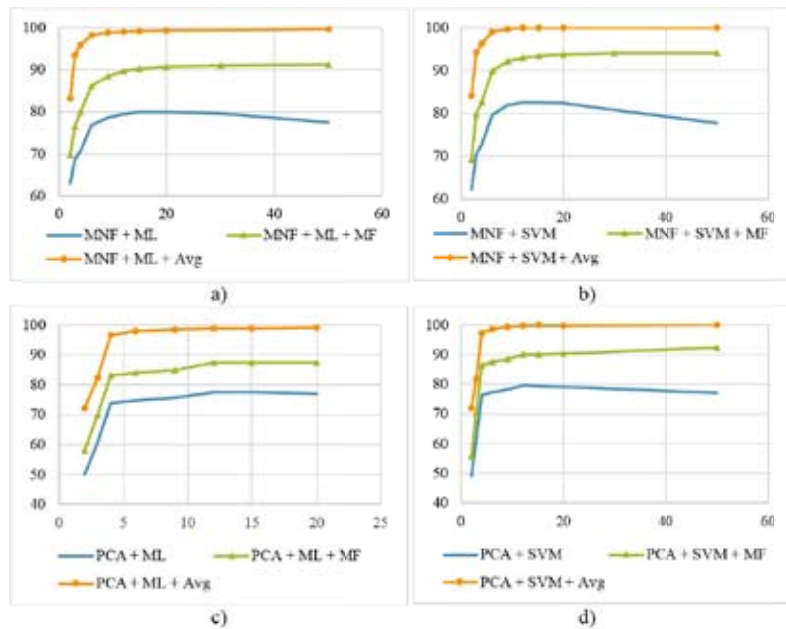 100
90
80
70
60
0
20
40
60
MNF + ML
MNF + ML + MF
MNF + ML + Avg
a)
100
90
80
70
60
0
20
40
60
MNF + SVM
MNF + SVM + MF
MNF + SVM + Avg
b)
100
90
80
70
60
50
40
0
5
10
15
20
25
PCA + ML
PCA + ML + MF
PCA + ML + Avg
c)
100
90
80
70
60
50
40
0
20
40
60
PCA + SVM
PCA + SVM + MF
PCA + SVM + Avg
d)